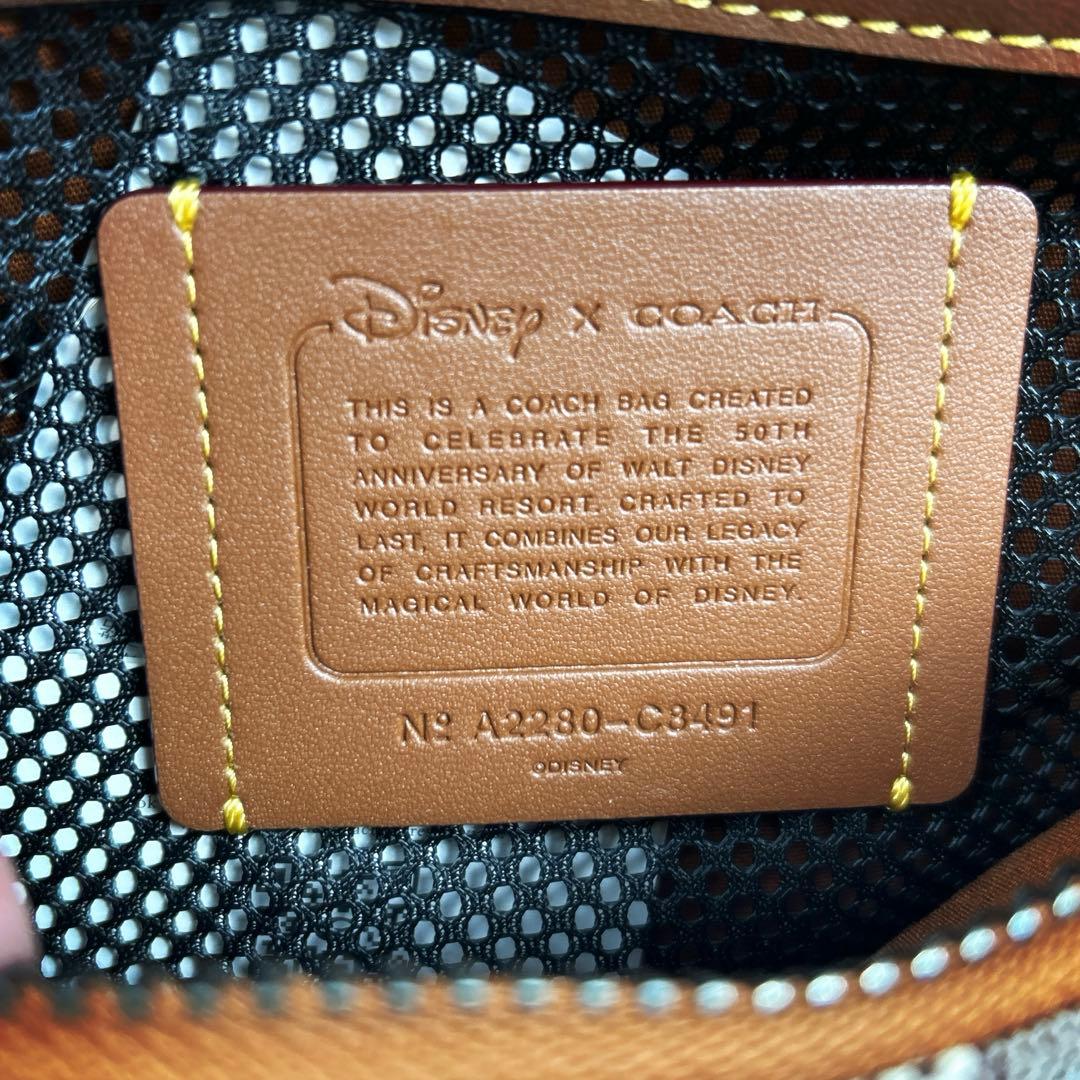 Disney X COACH
THIS IS A COACH BAG CREATED
TO CELEBRATE THE 50TH
ANNIVERSARY OF WALT DISNEY
WORLD RESORT. CRAFTED TO
LAST, IT COMBINES OUR LEGACY
OF CRAFTSMANSHIP WITH THE
MAGICAL WORLD OF DISNEY.
Nº A2280-C3491
©DISNEY